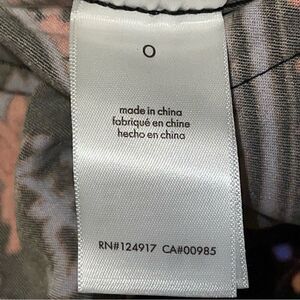 0
made in china
fabriqué en chine
hecho en china
RN#124917 CA#00985